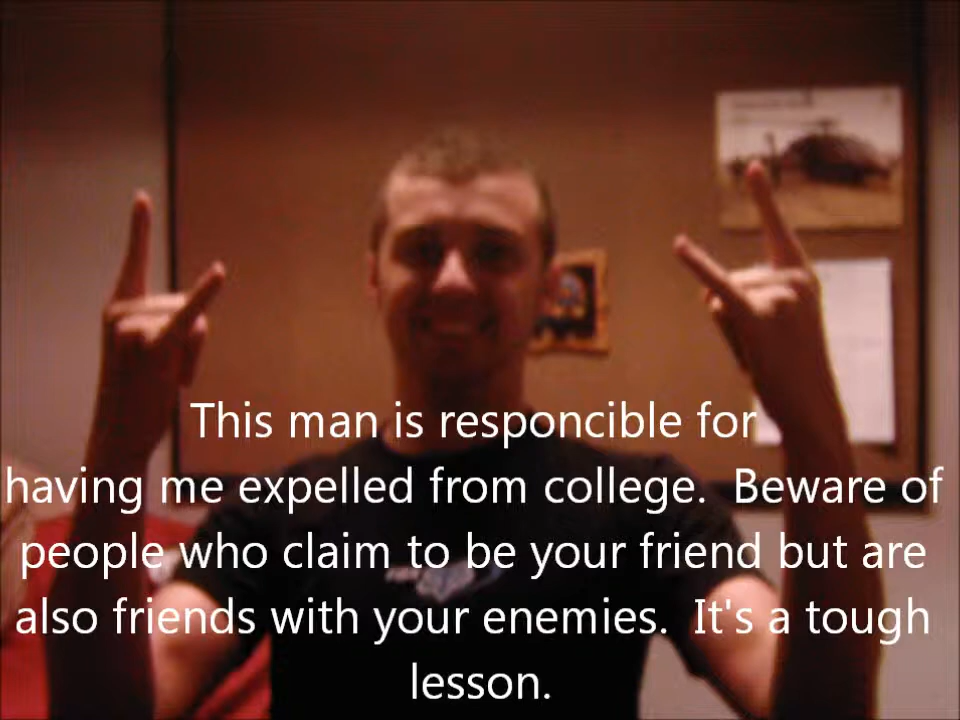 This man is responcible for
having me expelled from college.  Beware of
people who claim to be your friend but are
also friends with your enemies.  It's a tough
lesson.